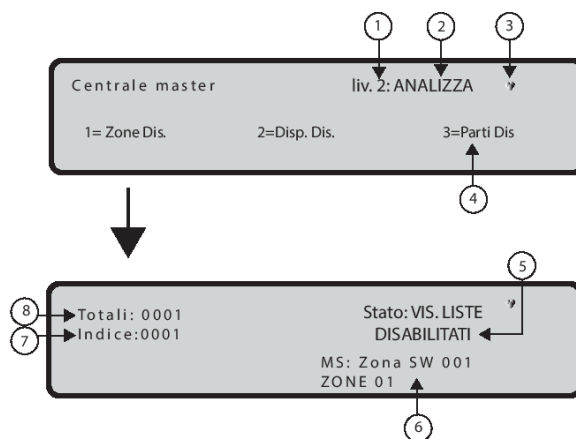 1 2 3
Centrale master liv. 2: ANALIZZA
1= Zone Dis. 2=Disp. Dis. 3=Parti Dis
4
5
8 Totali: 0001 Stato: VIS. LISTE
7 Indice:0001 DISABILITATI
MS: Zona SW 001
ZONE 01
6